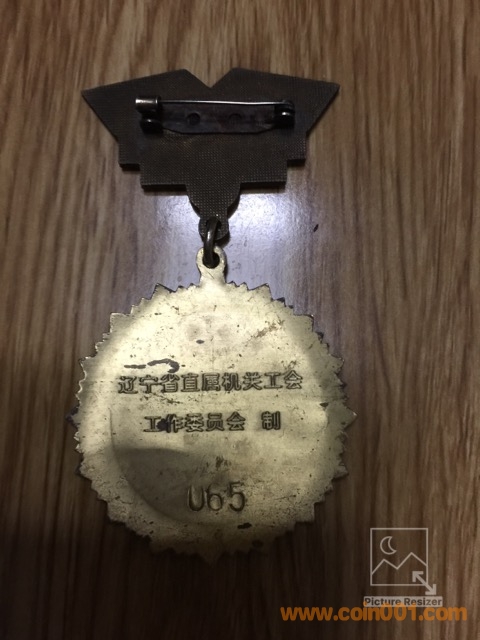 辽宁省直属机关工会
工作委员会 制
065
Picture Resizer
www.coin001.com